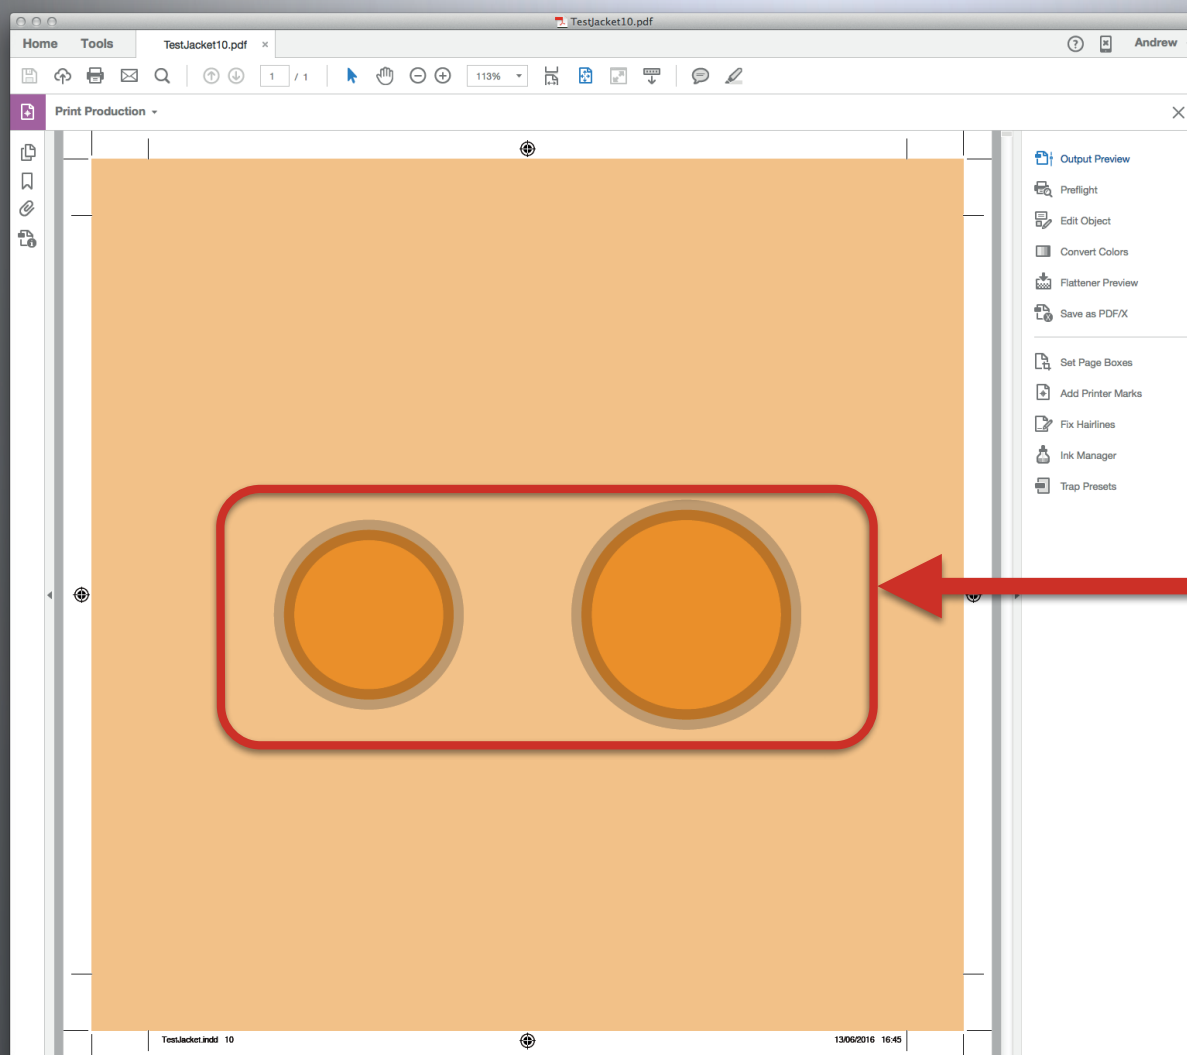 TestJacket10.pdf
Home Tools TestJacket10.pdf × ? Andrew
1 / 1 113%
Print Production
Output Preview
Preflight
Edit Object
Convert Colors
Flattener Preview
Save as PDF/X
Set Page Boxes
Add Printer Marks
Fix Hairlines
Ink Manager
Trap Presets
TestJacket.indd 10 13/06/2016 16:45